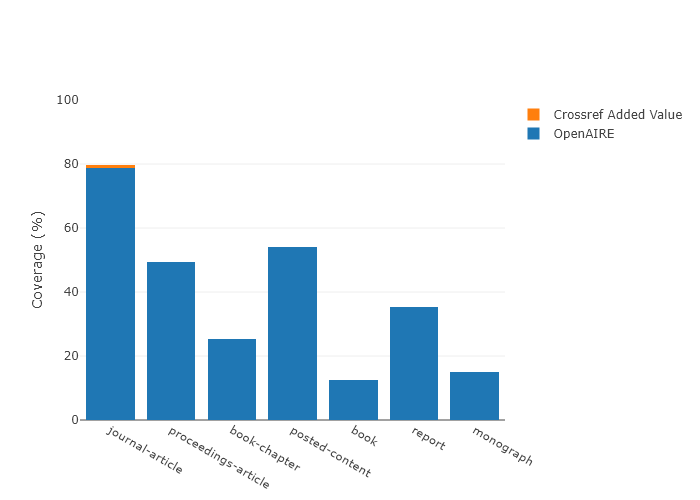 100
80
60
40
20
0
Coverage (%)
journal-article
proceedings-article
book-chapter
posted-content
book
report
monograph
Crossref Added Value
OpenAIRE